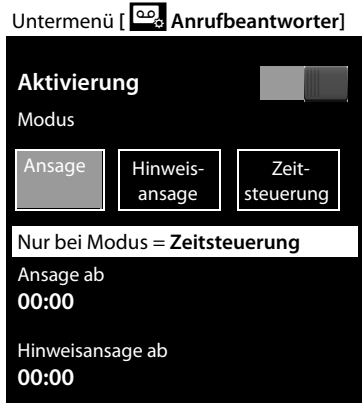 Untermenü [ Anrufbeantworter]
Aktivierung
Modus
Ansage
Hinweis-
ansage
Zeit-
steuerung
Nur bei Modus = Zeitsteuerung
Ansage ab
00:00
Hinweisansage ab
00:00